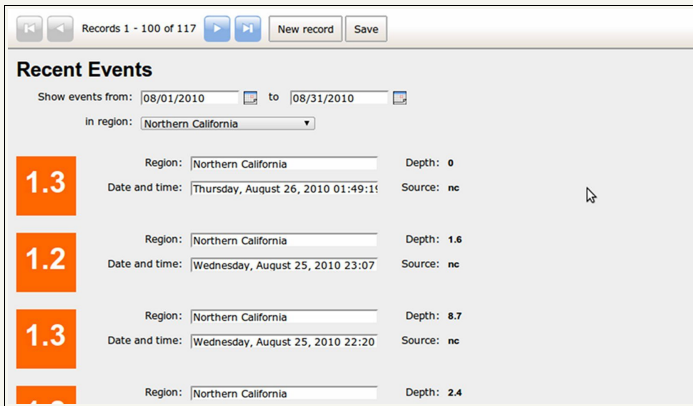 Records 1 - 100 of 117 New record Save
Recent Events
Show events from: 08/01/2010 to 08/31/2010
in region: Northern California
1.3 Region: Northern California Depth: 0
Date and time: Thursday, August 26, 2010 01:49:19 Source: nc
1.2 Region: Northern California Depth: 1.6
Date and time: Wednesday, August 25, 2010 23:07 Source: nc
1.3 Region: Northern California Depth: 8.7
Date and time: Wednesday, August 25, 2010 22:20 Source: nc
Region: Northern California Depth: 2.4